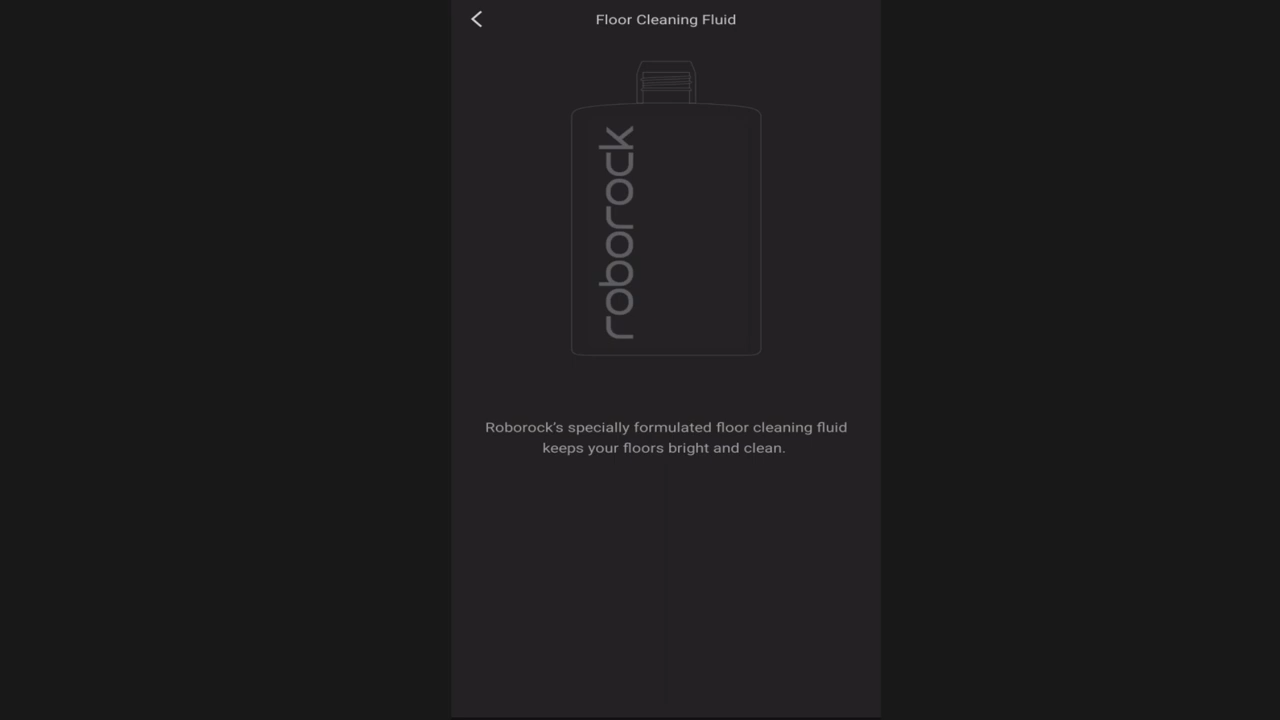 Floor Cleaning Fluid
roborock
Roborock's specially formulated floor cleaning fluid
keeps your floors bright and clean.